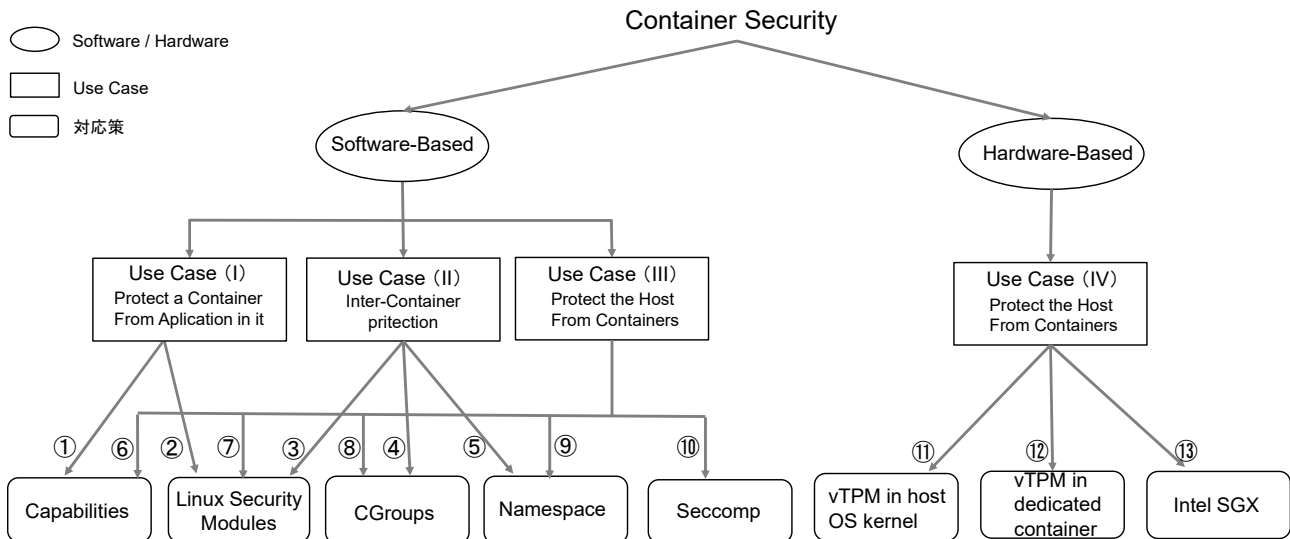 Container Security
Software / Hardware
Use Case
対応策
Software-Based
Hardware-Based
Use Case（I）
Protect a Container
From Aplication in it
Use Case（II）
Inter-Container
pritection
Use Case（III）
Protect the Host
From Containers
Use Case（IV）
Protect the Host
From Containers
①
⑥
②
⑦
③
⑧
④
⑤
⑨
⑩
⑪
⑫
⑬
Capabilities
Linux Security
Modules
CGroups
Namespace
Seccomp
vTPM in host
OS kernel
vTPM in
dedicated
container
Intel SGX